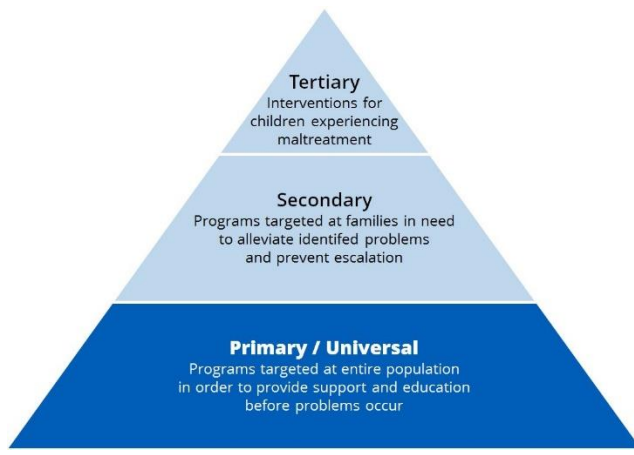 Tertiary
Interventions for
children experiencing
maltreatment
Secondary
Programs targeted at families in need
to alleviate identifed problems
and prevent escalation
Primary / Universal
Programs targeted at entire population
in order to provide support and education
before problems occur